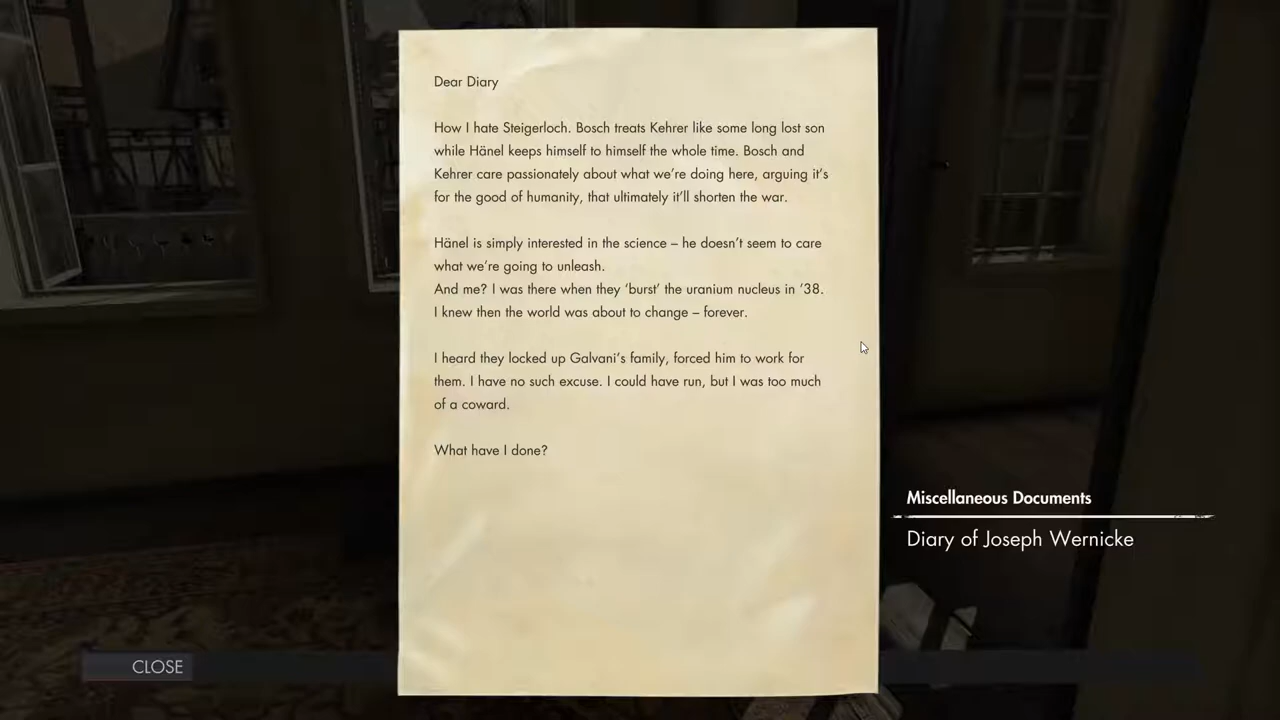 Dear Diary
How I hate Steigerloch. Bosch treats Kehrer like some long lost son
while Hänel keeps himself to himself the whole time. Bosch and
Kehrer care passionately about what we're doing here, arguing it's
for the good of humanity, that ultimately it'll shorten the war.
Hänel is simply interested in the science – he doesn't seem to care
what we're going to unleash.
And me? I was there when they ‘burst’ the uranium nucleus in ’38.
I knew then the world was about to change – forever.
I heard they locked up Galvani's family, forced him to work for
them. I have no such excuse. I could have run, but I was too much
of a coward.
What have I done?
Miscellaneous Documents
Diary of Joseph Wernicke
CLOSE